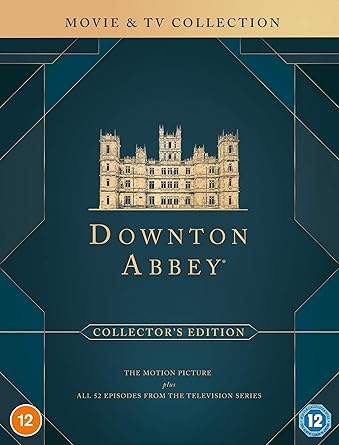 MOVIE & TV COLLECTION
DOWNTON
ABBEY®
COLLECTOR'S EDITION
THE MOTION PICTURE
plus
ALL 52 EPISODES FROM THE TELEVISION SERIES
12
12